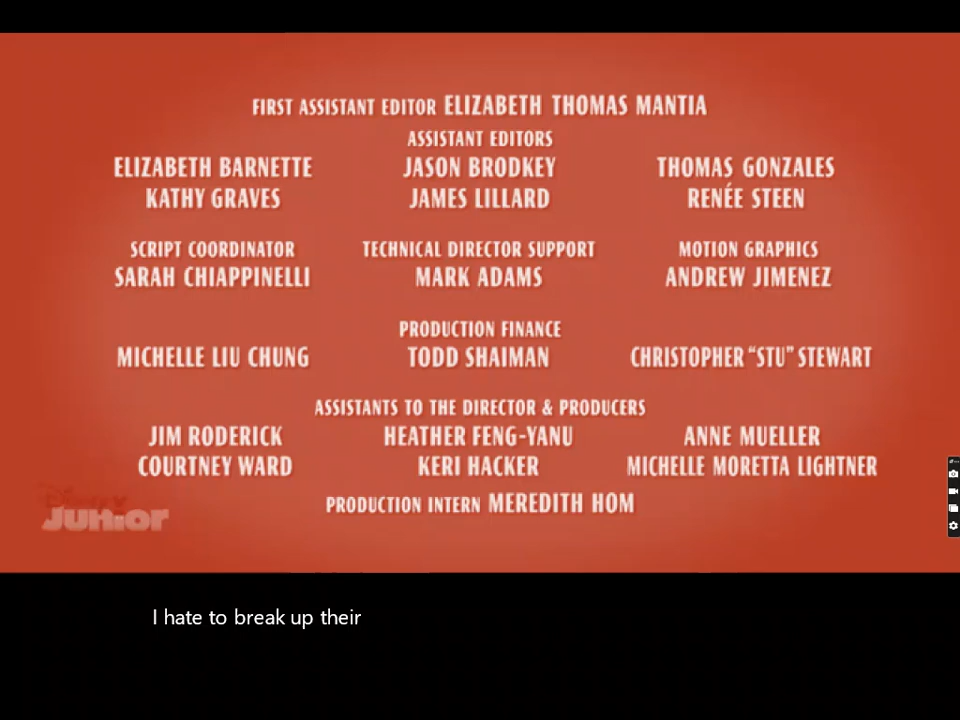 FIRST ASSISTANT EDITOR ELIZABETH THOMAS MANTIA
ASSISTANT EDITORS
ELIZABETH BARNETTE JASON BRODKEY THOMAS GONZALES
KATHY GRAVES JAMES LILLARD RENÉE STEEN
SCRIPT COORDINATOR TECHNICAL DIRECTOR SUPPORT MOTION GRAPHICS
SARAH CHIAPPINELLI MARK ADAMS ANDREW JIMENEZ
PRODUCTION FINANCE
MICHELLE LIU CHUNG TODD SHAIMAN CHRISTOPHER “STU” STEWART
ASSISTANTS TO THE DIRECTOR & PRODUCERS
JIM RODERICK HEATHER FENG-YANU ANNE MUELLER
COURTNEY WARD KERI HACKER MICHELLE MORETTA LIGHTNER
PRODUCTION INTERN MEREDITH HOM
Disney
Junior
I hate to break up their